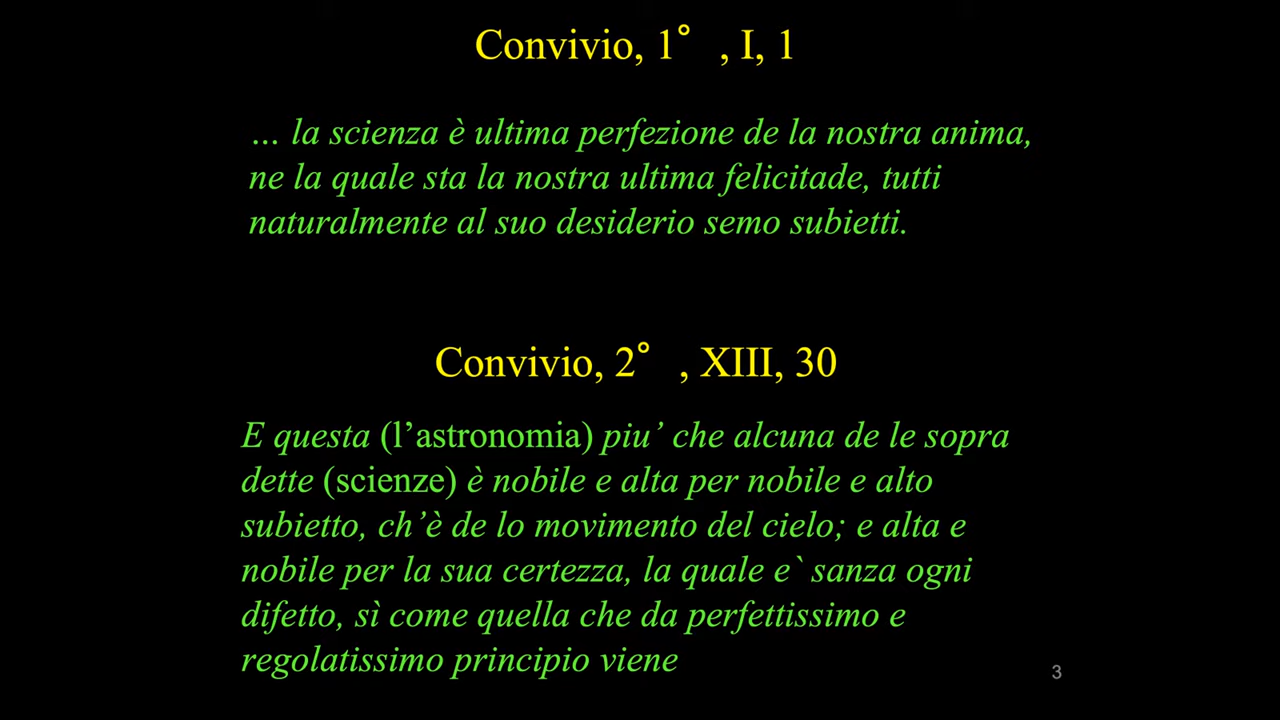 Convivio, 1° , I, 1
… la scienza è ultima perfezione de la nostra anima,
ne la quale sta la nostra ultima felicitade, tutti
naturalmente al suo desiderio semo subietti.
Convivio, 2° , XIII, 30
E questa (l’astronomia) piu’ che alcuna de le sopra
dette (scienze) è nobile e alta per nobile e alto
subietto, ch’è de lo movimento del cielo; e alta e
nobile per la sua certezza, la quale e` sanza ogni
difetto, sì come quella che da perfettissimo e
regolatissimo principio viene
3